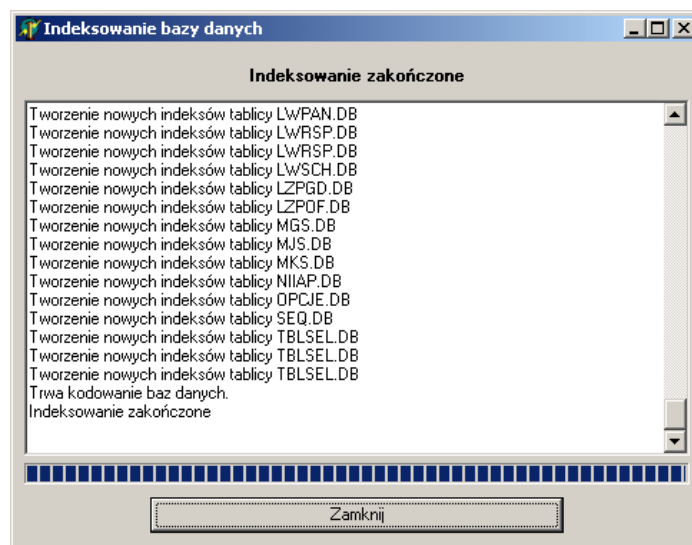 Indeksowanie bazy danych
Indeksowanie zakończone
Tworzenie nowych indeksów tablicy LWPAN.DB
Tworzenie nowych indeksów tablicy LWRSP.DB
Tworzenie nowych indeksów tablicy LWRSP.DB
Tworzenie nowych indeksów tablicy LWSCH.DB
Tworzenie nowych indeksów tablicy LZPGD.DB
Tworzenie nowych indeksów tablicy LZPOF.DB
Tworzenie nowych indeksów tablicy MGS.DB
Tworzenie nowych indeksów tablicy MJS.DB
Tworzenie nowych indeksów tablicy MKS.DB
Tworzenie nowych indeksów tablicy NIIAP.DB
Tworzenie nowych indeksów tablicy OPCJE.DB
Tworzenie nowych indeksów tablicy SEQ.DB
Tworzenie nowych indeksów tablicy TBLSEL.DB
Tworzenie nowych indeksów tablicy TBLSEL.DB
Tworzenie nowych indeksów tablicy TBLSEL.DB
Trwa kodowanie baz danych.
Indeksowanie zakończone
Zamknij